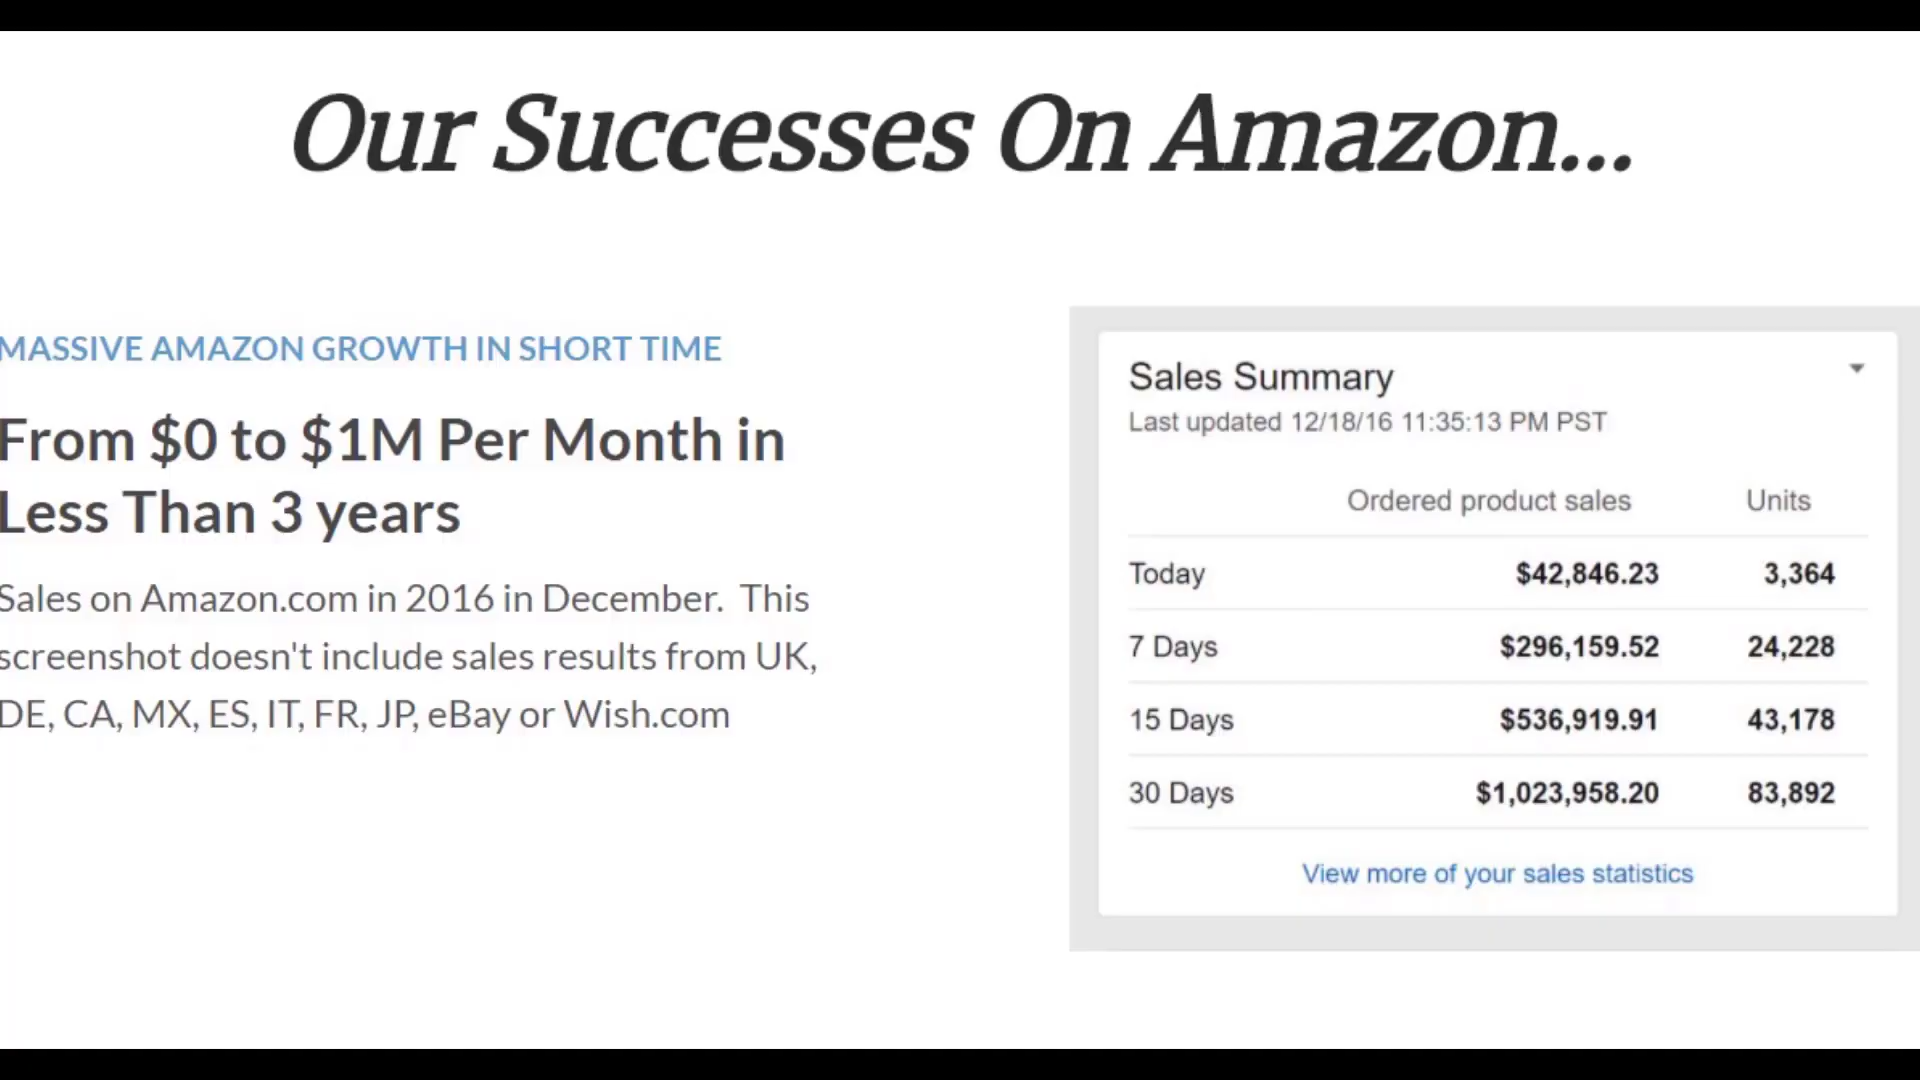 Our Successes On Amazon...
MASSIVE AMAZON GROWTH IN SHORT TIME
From $0 to $1M Per Month in
Less Than 3 years
Sales on Amazon.com in 2016 in December.  This
screenshot doesn't include sales results from UK,
DE, CA, MX, ES, IT, FR, JP, eBay or Wish.com
Sales Summary
Last updated 12/18/16 11:35:13 PM PST
Ordered product sales Units
Today $42,846.23 3,364
7 Days $296,159.52 24,228
15 Days $536,919.91 43,178
30 Days $1,023,958.20 83,892
View more of your sales statistics